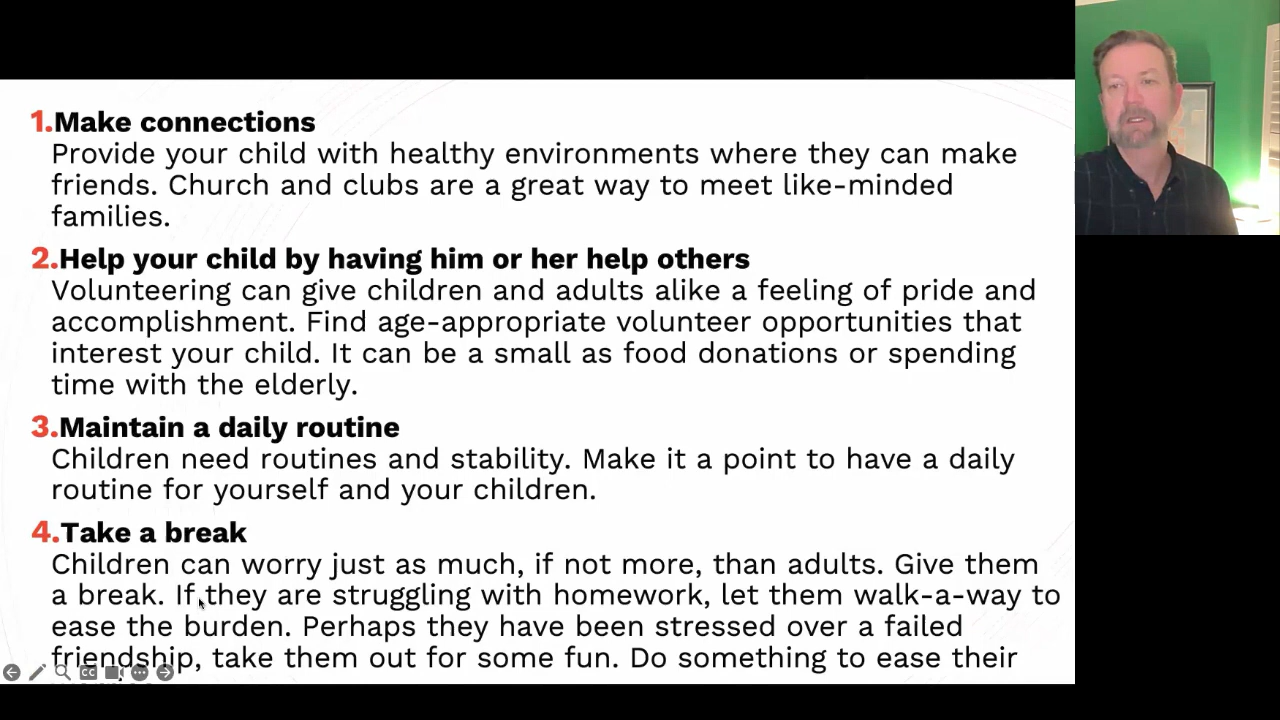 1.Make connections
Provide your child with healthy environments where they can make
friends. Church and clubs are a great way to meet like-minded
families.
2.Help your child by having him or her help others
Volunteering can give children and adults alike a feeling of pride and
accomplishment. Find age-appropriate volunteer opportunities that
interest your child. It can be a small as food donations or spending
time with the elderly.
3.Maintain a daily routine
Children need routines and stability. Make it a point to have a daily
routine for yourself and your children.
4.Take a break
Children can worry just as much, if not more, than adults. Give them
a break. If they are struggling with homework, let them walk-a-way to
ease the burden. Perhaps they have been stressed over a failed
friendship, take them out for some fun. Do something to ease their